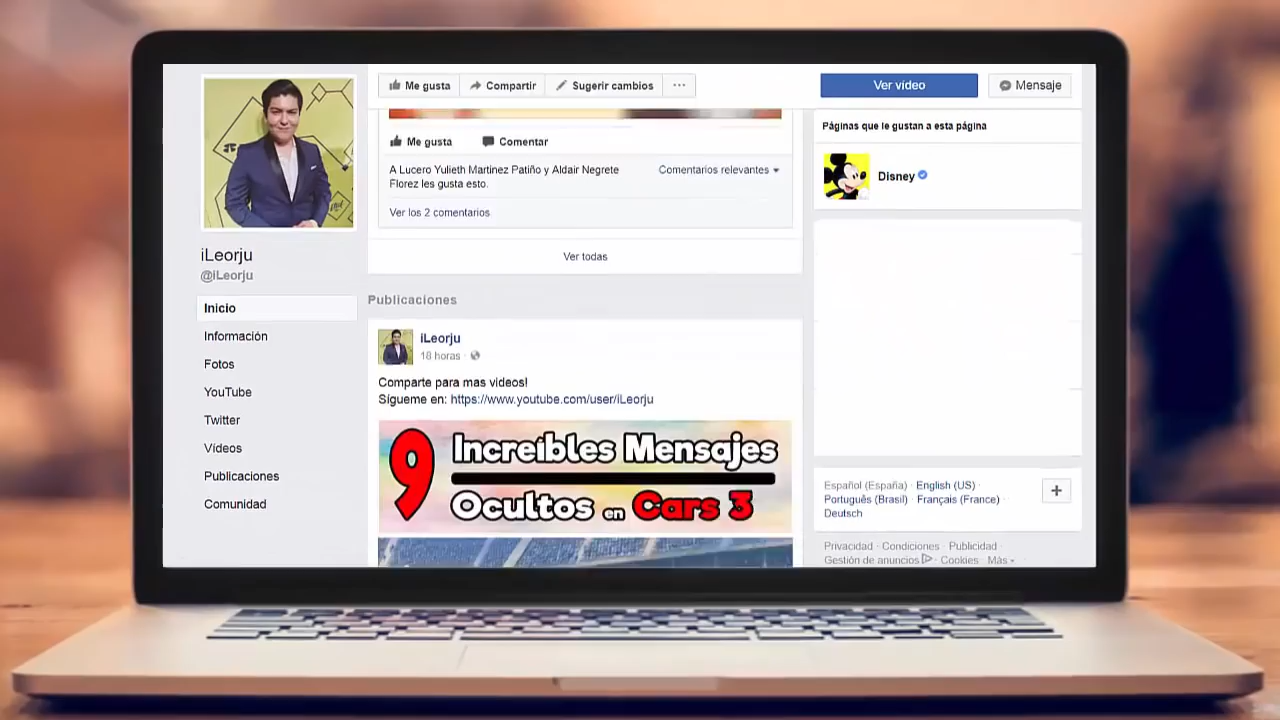 iLeorju
@iLeorju
Inicio
Información
Fotos
YouTube
Twitter
Vídeos
Publicaciones
Comunidad
Me gusta
Compartir
Sugerir cambios
Me gusta
Comentar
A Lucero Yulieth Martinez Patiño y Aldair Negrete
Florez les gusta esto.
Comentarios relevantes
Ver los 2 comentarios
Ver todas
Publicaciones
iLeorju
18 horas ·
Comparte para mas videos!
Sígueme en: https://www.youtube.com/user/iLeorju
9
Increíbles Mensajes
Ocultos en Cars 3
Ver vídeo
Mensaje
Páginas que le gustan a esta página
Disney
Español (España) · English (US) ·
Português (Brasil) · Français (France) ·
Deutsch
Privacidad · Condiciones · Publicidad ·
Gestión de anuncios · Cookies · Más